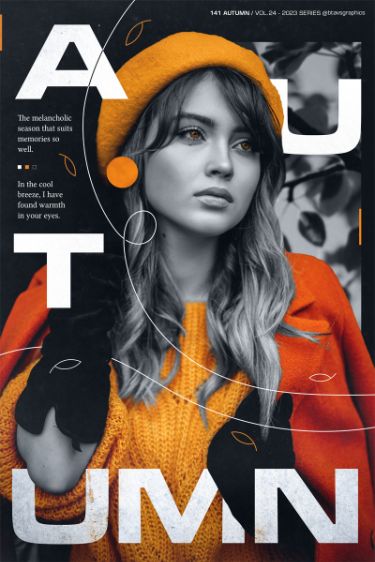 141 AUTUMN / VOL.24 - 2023 SERIES @btawsgraphics
A
U
The melancholic
season that suits
memories so
well.
In the cool
breeze, I have
found warmth
in your eyes.
T
UMN